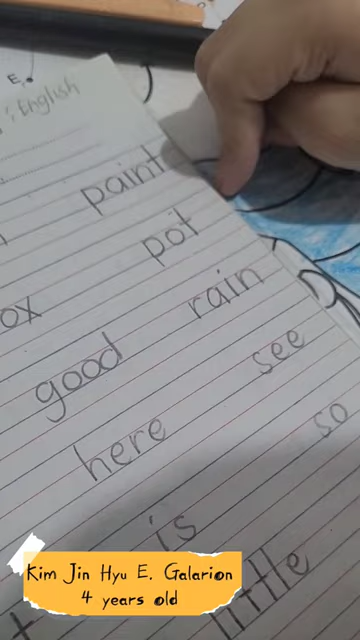 E.
: English
paint
pot
ox
rain
good
see
here
so
is
little
Kim Jin Hyu E. Galarion
4 years old